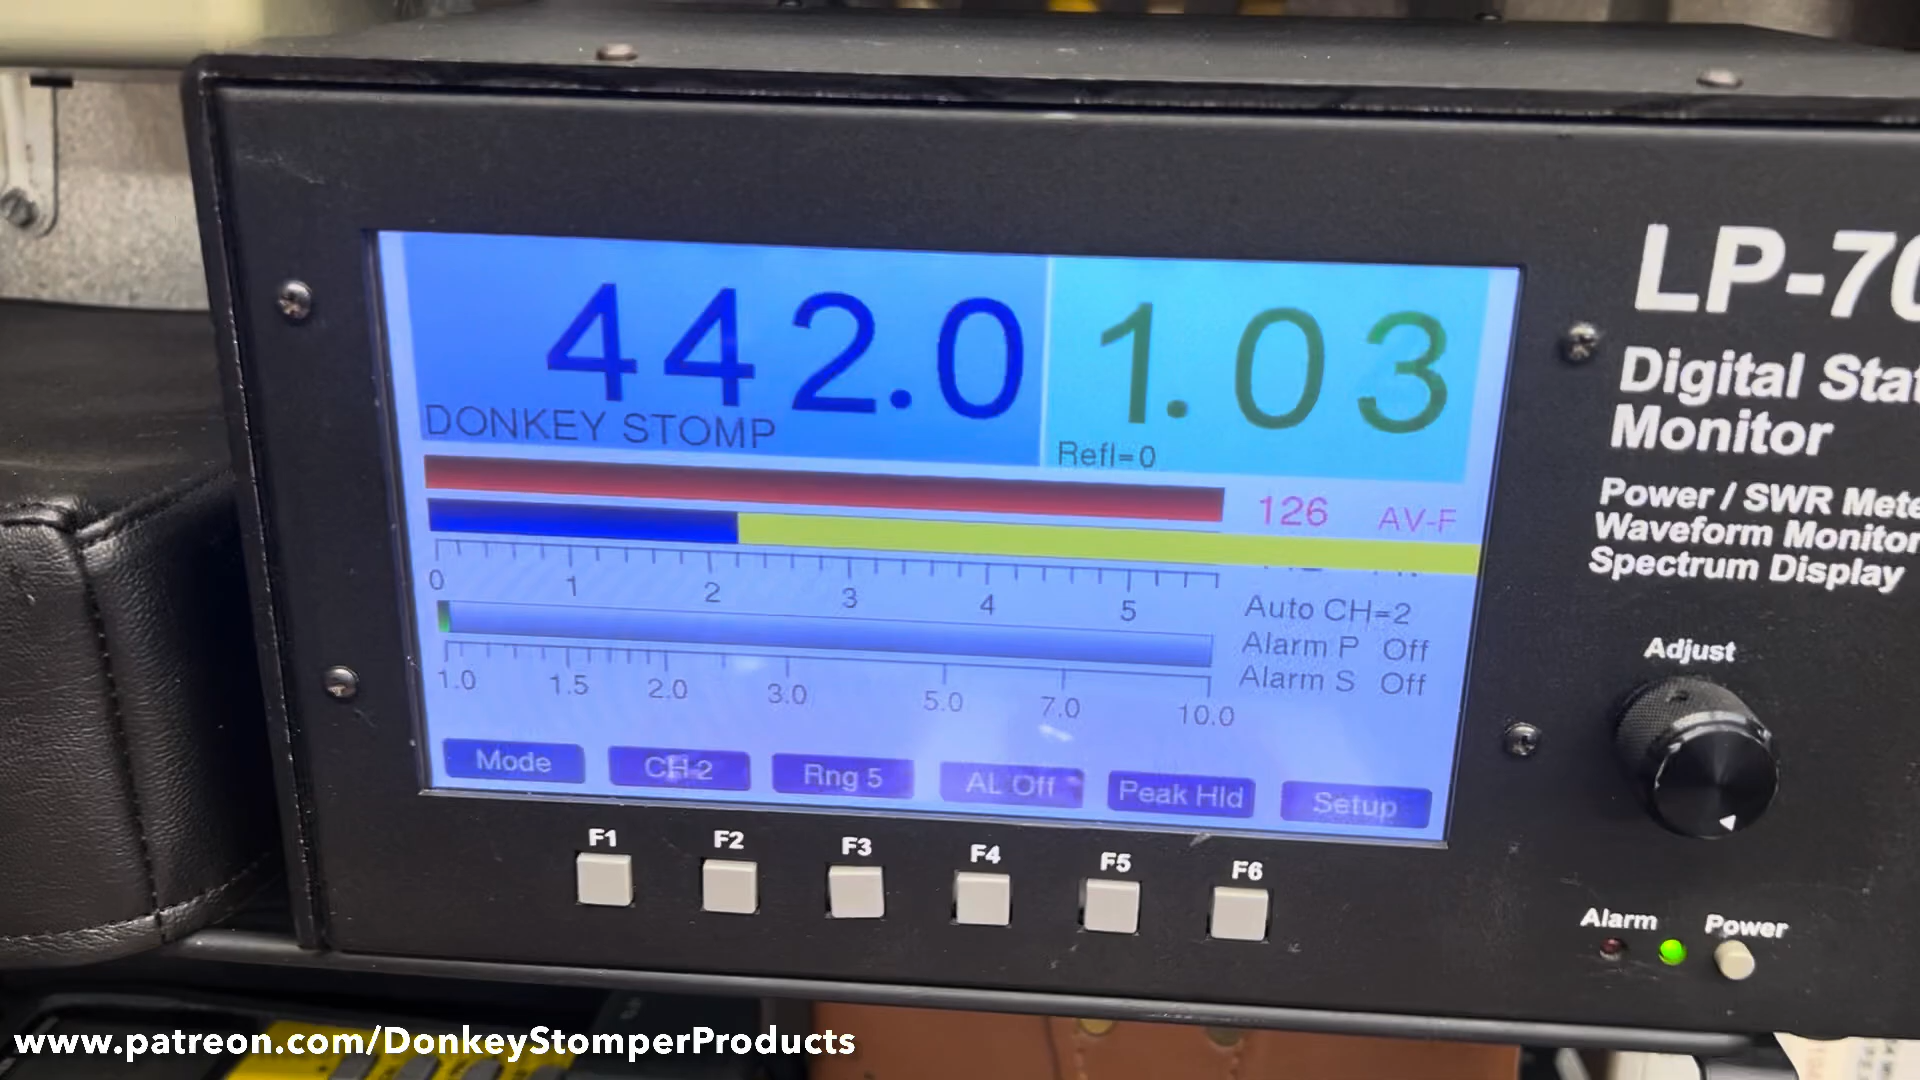 442.0
1.03
DONKEY STOMP
Refl=0
126 AV-F
0 1 2 3 4 5
Auto CH=2
Alarm P Off
Alarm S Off
1.0 1.5 2.0 3.0 5.0 7.0 10.0
Mode CH-2 Rng 5 AL Off Peak Hld Setup
F1 F2 F3 F4 F5 F6
LP-70
Digital Stat
Monitor
Power / SWR Mete
Waveform Monitor
Spectrum Display
Adjust
Alarm Power
www.patreon.com/DonkeyStomperProducts